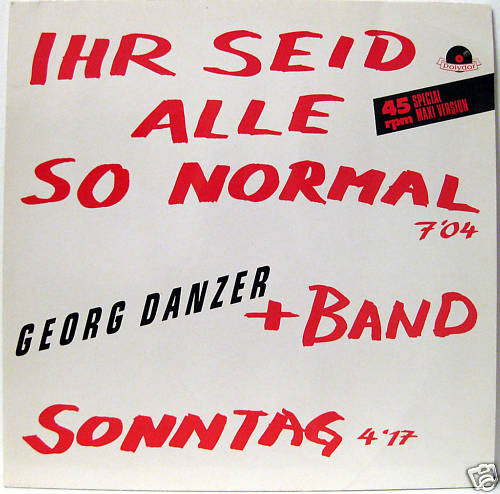 IHR SEID
polydor
45 rpm SPECIAL MAXI VERSION
ALLE
SO NORMAL
7'04
GEORG DANZER
+ BAND
SONNTAG 4'17